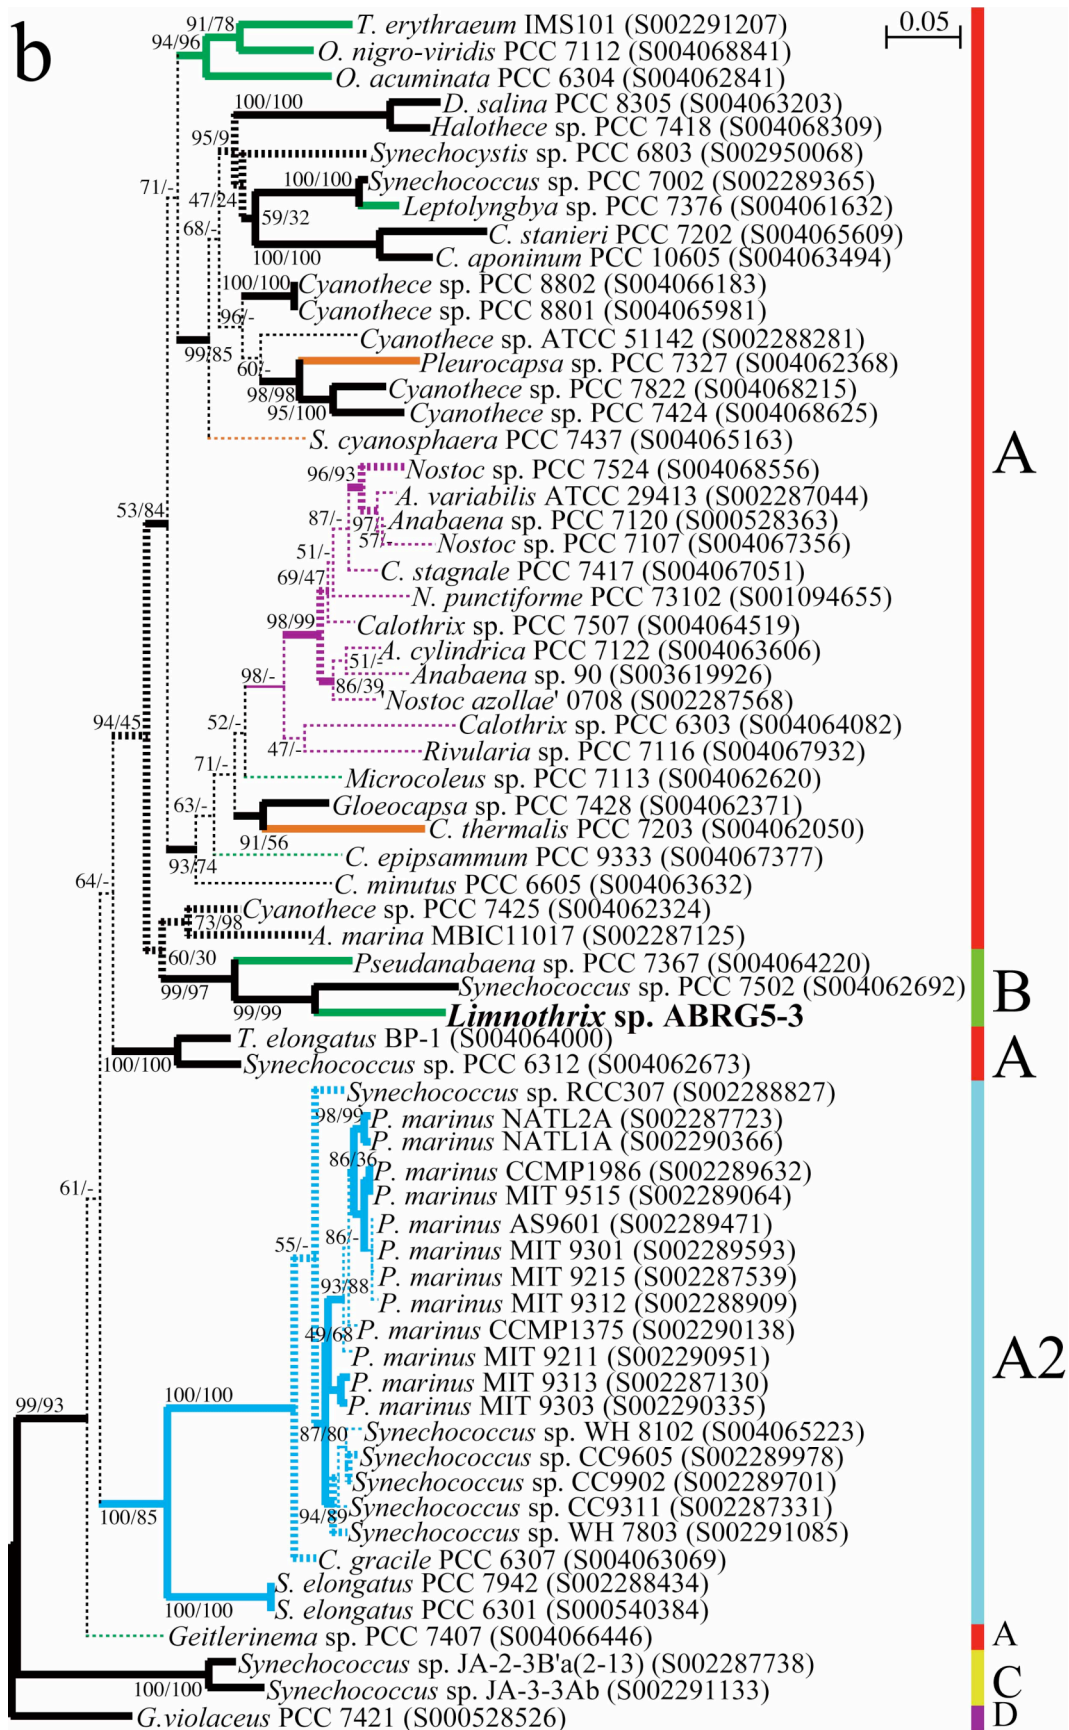 b
0.05
91/78
T. erythraeum IMS101 (S002291207)
94/96
O. nigro-viridis PCC 7112 (S004068841)
O. acuminata PCC 6304 (S004062841)
100/100
D. salina PCC 8305 (S004063203)
Halothece sp. PCC 7418 (S004068309)
95/9
Synechocystis sp. PCC 6803 (S002950068)
71/-
100/100
Synechococcus sp. PCC 7002 (S002289365)
47/24
Leptolyngbya sp. PCC 7376 (S004061632)
59/32
68/-
C. stanieri PCC 7202 (S004065609)
100/100
C. aponinum PCC 10605 (S004063494)
100/100
Cyanothece sp. PCC 8802 (S004066183)
Cyanothece sp. PCC 8801 (S004065981)
96/-
Cyanothece sp. ATCC 51142 (S002288281)
99/85
60/-
Pleurocapsa sp. PCC 7327 (S004062368)
98/98
Cyanothece sp. PCC 7822 (S004068215)
95/100
Cyanothece sp. PCC 7424 (S004068625)
S. cyanosphaera PCC 7437 (S004065163)
A
96/93
Nostoc sp. PCC 7524 (S004068556)
A. variabilis ATCC 29413 (S002287044)
53/84
87/-
97/
Anabaena sp. PCC 7120 (S000528363)
57/-
Nostoc sp. PCC 7107 (S004067356)
51/-
C. stagnale PCC 7417 (S004067051)
69/47
N. punctiforme PCC 73102 (S001094655)
98/99
Calothrix sp. PCC 7507 (S004064519)
A. cylindrica PCC 7122 (S004063606)
51/-
Anabaena sp. 90 (S003619926)
98/-
86/39
'Nostoc azollae' 0708 (S002287568)
94/45
52/-
Calothrix sp. PCC 6303 (S004064082)
47/-
Rivularia sp. PCC 7116 (S004067932)
71/-
Microcoleus sp. PCC 7113 (S004062620)
63/-
Gloeocapsa sp. PCC 7428 (S004062371)
C. thermalis PCC 7203 (S004062050)
91/56
C. epipsammum PCC 9333 (S004067377)
93/74
64/-
C. minutus PCC 6605 (S004063632)
Cyanothece sp. PCC 7425 (S004062324)
73/98
A. marina MBIC11017 (S002287125)
60/30
Pseudanabaena sp. PCC 7367 (S004064220)
99/97
Synechococcus sp. PCC 7502 (S004062692)
B
99/99
Limnothrix sp. ABRG5-3
T. elongatus BP-1 (S004064000)
A
100/100
Synechococcus sp. PCC 6312 (S004062673)
Synechococcus sp. RCC307 (S002288827)
98/99
P. marinus NATL2A (S002287723)
P. marinus NATL1A (S002290366)
86/36
P. marinus CCMP1986 (S002289632)
61/-
P. marinus MIT 9515 (S002289064)
P. marinus AS9601 (S002289471)
86/-
55/-
P. marinus MIT 9301 (S002289593)
P. marinus MIT 9215 (S002287539)
93/88
P. marinus MIT 9312 (S002288909)
49/68
P. marinus CCMP1375 (S002290138)
P. marinus MIT 9211 (S002290951)
A2
P. marinus MIT 9313 (S002287130)
100/100
99/93
P. marinus MIT 9303 (S002290335)
87/80
Synechococcus sp. WH 8102 (S004065223)
Synechococcus sp. CC9605 (S002289978)
Synechococcus sp. CC9902 (S002289701)
Synechococcus sp. CC9311 (S002287331)
100/85
94/89
Synechococcus sp. WH 7803 (S002291085)
C. gracile PCC 6307 (S004063069)
S. elongatus PCC 7942 (S002288434)
100/100
S. elongatus PCC 6301 (S000540384)
Geitlerinema sp. PCC 7407 (S004066446)
A
Synechococcus sp. JA-2-3B'a(2-13) (S002287738)
C
100/100
Synechococcus sp. JA-3-3Ab (S002291133)
G.violaceus PCC 7421 (S000528526)
D